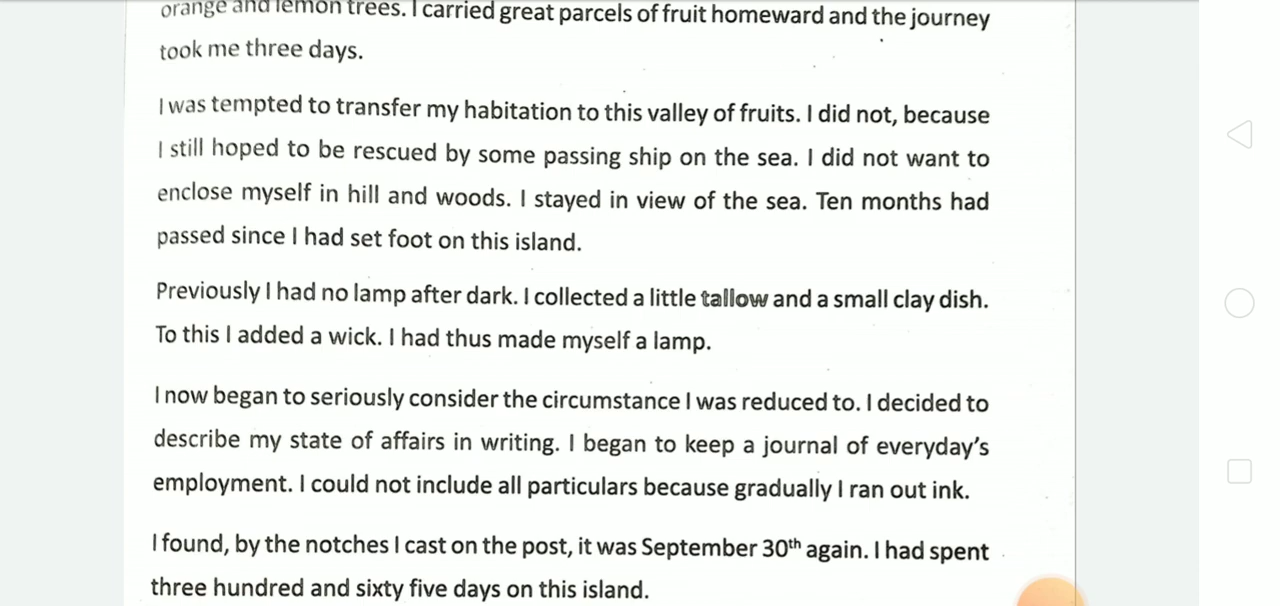 orange and lemon trees. I carried great parcels of fruit homeward and the journey
took me three days.
I was tempted to transfer my habitation to this valley of fruits. I did not, because
I still hoped to be rescued by some passing ship on the sea. I did not want to
enclose myself in hill and woods. I stayed in view of the sea. Ten months had
passed since I had set foot on this island.
Previously I had no lamp after dark. I collected a little tallow and a small clay dish.
To this I added a wick. I had thus made myself a lamp.
I now began to seriously consider the circumstance I was reduced to. I decided to
describe my state of affairs in writing. I began to keep a journal of everyday's
employment. I could not include all particulars because gradually I ran out ink.
I found, by the notches I cast on the post, it was September 30th again. I had spent
three hundred and sixty five days on this island.